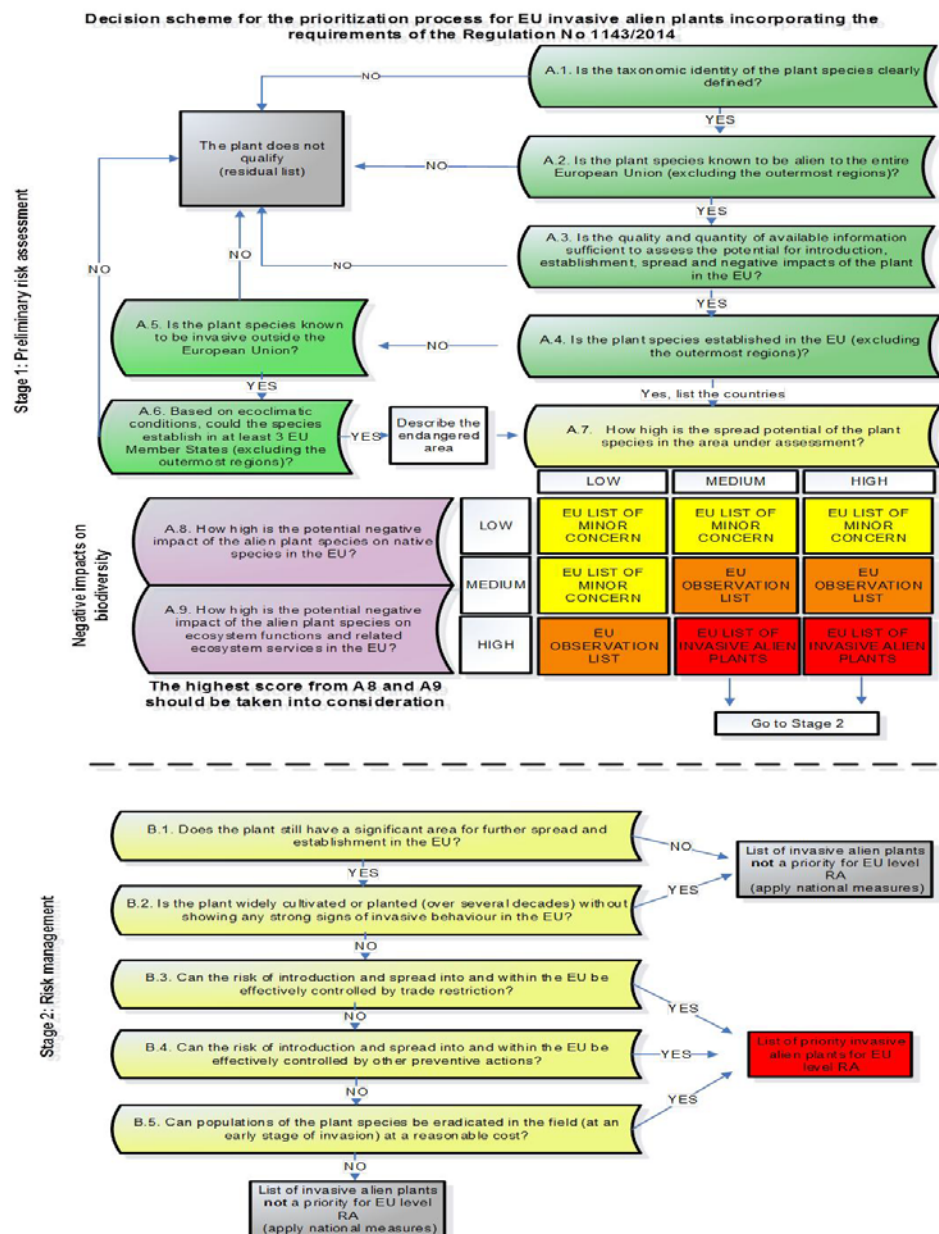 Decision scheme for the prioritization process for EU invasive alien plants incorporating the
requirements of the Regulation No 1143/2014
Stage 1: Preliminary risk assessment
NO
A.1. Is the taxonomic identity of the plant species clearly
defined?
YES
The plant does not
qualify
(residual list)
NO
A.2. Is the plant species known to be alien to the entire
European Union (excluding the outermost regions)?
YES
NO
NO
NO
A.3. Is the quality and quantity of available information
sufficient to assess the potential for introduction,
establishment, spread and negative impacts of the plant
in the EU?
YES
A.5. Is the plant species known
to be invasive outside the
European Union?
NO
A.4. Is the plant species established in the EU (excluding
the outermost regions)?
YES
Yes, list the countries
A.6. Based on ecoclimatic
conditions, could the species
establish in at least 3 EU
Member States (excluding
the outermost regions)?
YES
Describe the
endangered
area
A.7. How high is the spread potential of the plant
species in the area under assessment?
LOW
MEDIUM
HIGH
Negative impacts on
biodiversity
A.8. How high is the potential negative
impact of the alien plant species on native
species in the EU?
LOW
EU LIST OF
MINOR
CONCERN
EU LIST OF
MINOR
CONCERN
EU LIST OF
MINOR
CONCERN
MEDIUM
EU LIST OF
MINOR
CONCERN
EU
OBSERVATION
LIST
EU
OBSERVATION
LIST
A.9. How high is the potential negative
impact of the alien plant species on
ecosystem functions and related
ecosystem services in the EU?
HIGH
EU
OBSERVATION
LIST
EU LIST OF
INVASIVE ALIEN
PLANTS
EU LIST OF
INVASIVE ALIEN
PLANTS
The highest score from A8 and A9
should be taken into consideration
Go to Stage 2
Stage 2: Risk management
B.1. Does the plant still have a significant area for further spread and
establishment in the EU?
NO
YES
List of invasive alien plants
not a priority for EU level
RA
(apply national measures)
B.2. Is the plant widely cultivated or planted (over several decades) without
showing any strong signs of invasive behaviour in the EU?
YES
NO
B.3. Can the risk of introduction and spread into and within the EU be
effectively controlled by trade restriction?
YES
NO
B.4. Can the risk of introduction and spread into and within the EU be
effectively controlled by other preventive actions?
YES
List of priority invasive
alien plants for EU
level RA
NO
YES
B.5. Can populations of the plant species be eradicated in the field (at an
early stage of invasion) at a reasonable cost?
NO
List of invasive alien plants
not a priority for EU level
RA
(apply national measures)